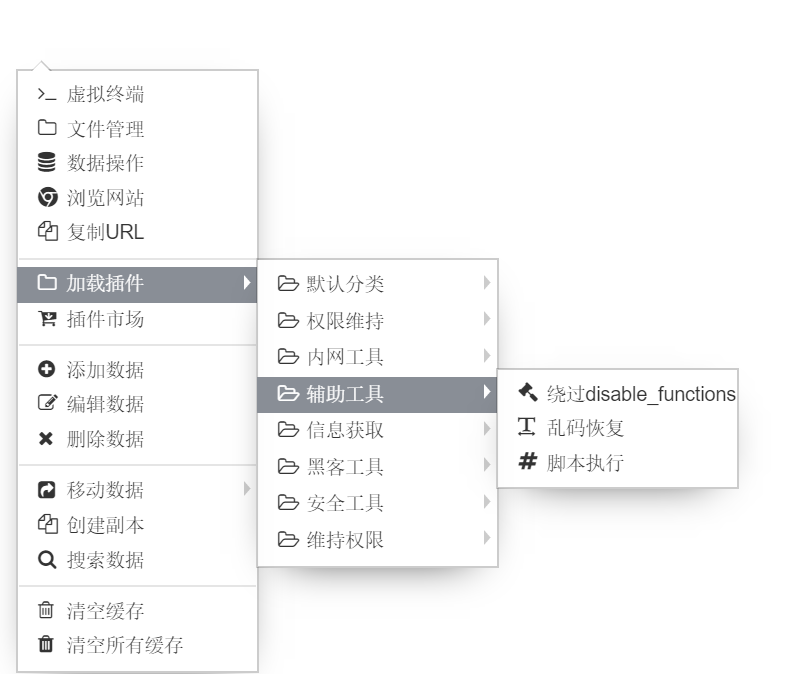 虚拟终端
文件管理
数据操作
浏览网站
复制URL
加载插件
插件市场
添加数据
编辑数据
删除数据
移动数据
创建副本
搜索数据
清空缓存
清空所有缓存
默认分类
权限维持
内网工具
辅助工具
信息获取
黑客工具
安全工具
维持权限
绕过disable_functions
乱码恢复
脚本执行